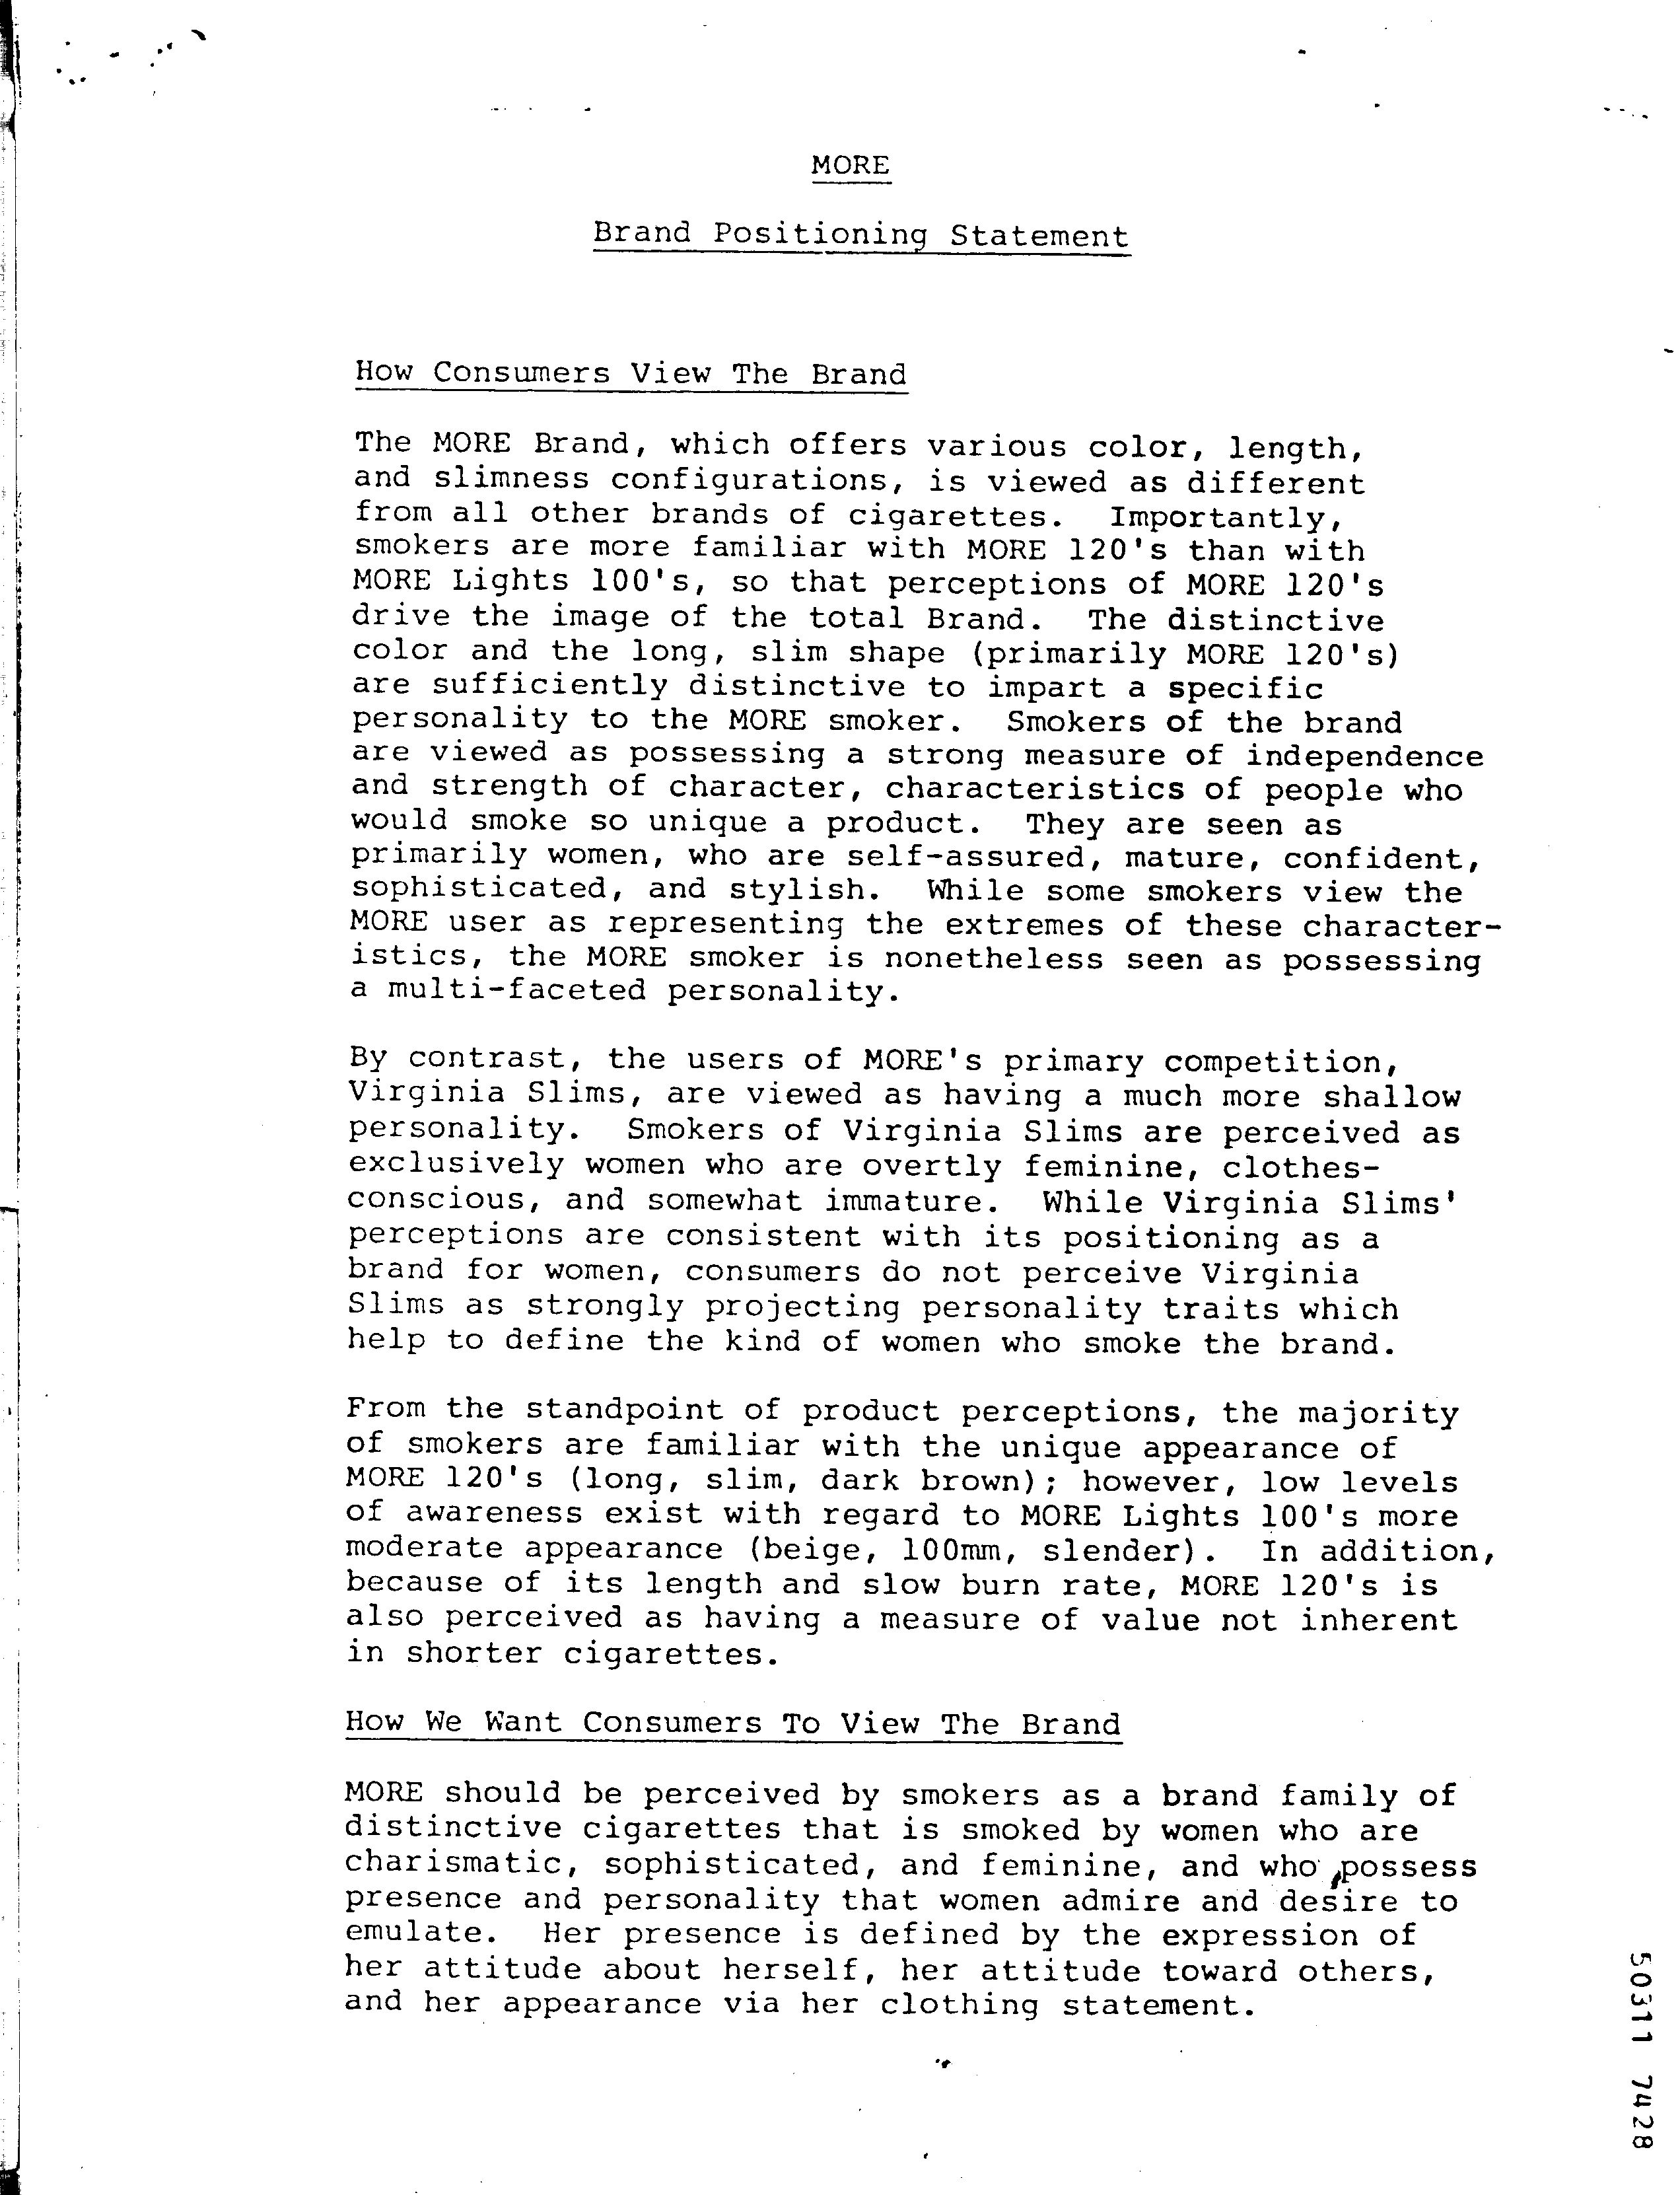 MORE
Brand Positioning Statement
How Consumers View The Brand
The MORE Brand, which offers various color, length,
and slimness configurations, is viewed as different
from all other brands of cigarettes. Importantly,
smokers are more familiar with MORE 120's than with
MORE Lights 100's, so that perceptions of MORE 120's
drive the image of the total Brand. The distinctive
color and the long, slim shape (primarily MORE 120's)
are sufficiently distinctive to impart a specific
personality to the MORE smoker. Smokers of the brand
are viewed as possessing a strong measure of independence
and strength of character, characteristics of people who
would smoke so unique a product. They are seen as
primarily women, who are self-assured, mature, confident,
sophisticated, and stylish. While some smokers view the
MORE user as representing the extremes of these character-
istics, the MORE smoker is nonetheless seen as possessing
a multi-faceted personality.
By contrast, the users of MORE's primary competition,
Virginia Slims, are viewed as having a much more shallow
personality. Smokers of Virginia Slims are perceived as
exclusively women who are overtly feminine, clothes-
conscious, and somewhat immature. While Virginia Slims'
perceptions are consistent with its positioning as a
brand for women, consumers do not perceive Virginia
Slims as strongly projecting personality traits which
help to define the kind of women who smoke the brand.
From the standpoint of product perceptions, the majority
of smokers are familiar with the unique appearance of
MORE 120's (long, slim, dark brown); however, low levels
of awareness exist with regard to MORE Lights 100's more
moderate appearance (beige, 100mm, slender). In addition,
because of its length and slow burn rate, MORE 120's is
also perceived as having a measure of value not inherent
in shorter cigarettes.
How We Want Consumers To View The Brand
MORE should be perceived by smokers as a brand family of
distinctive cigarettes that is smoked by women who are
charismatic, sophisticated, and feminine, and who possess
presence and personality that women admire and desire to
emulate. Her presence is defined by the expression of
her attitude about herself, her attitude toward others,
and her appearance via her clothing statement.
50311 7428